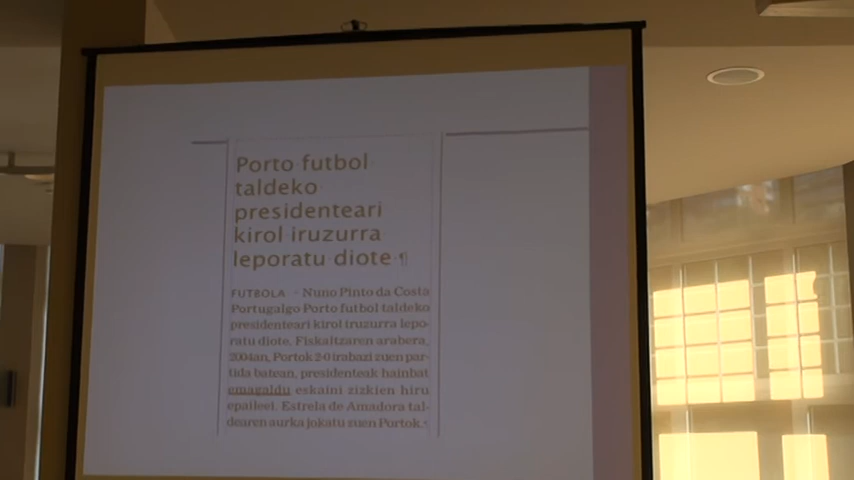 Porto futbol
taldeko
presidenteari
kirol iruzurra
leporatu diote ¶
FUTBOLA Nuno Pinto da Costa
Portugalgo Porto futbol taldeko
presidenteari kirol iruzurra lepo-
ratu diote. Fiskaltzaren arabera,
2004an, Portok 2-0 irabazi zuen par-
tida batean, presidenteak hainbat
emagaldu eskaini zizkien hiru
epaileei. Estrela de Amadora tal-
dearen aurka jokatu zuen Portok.